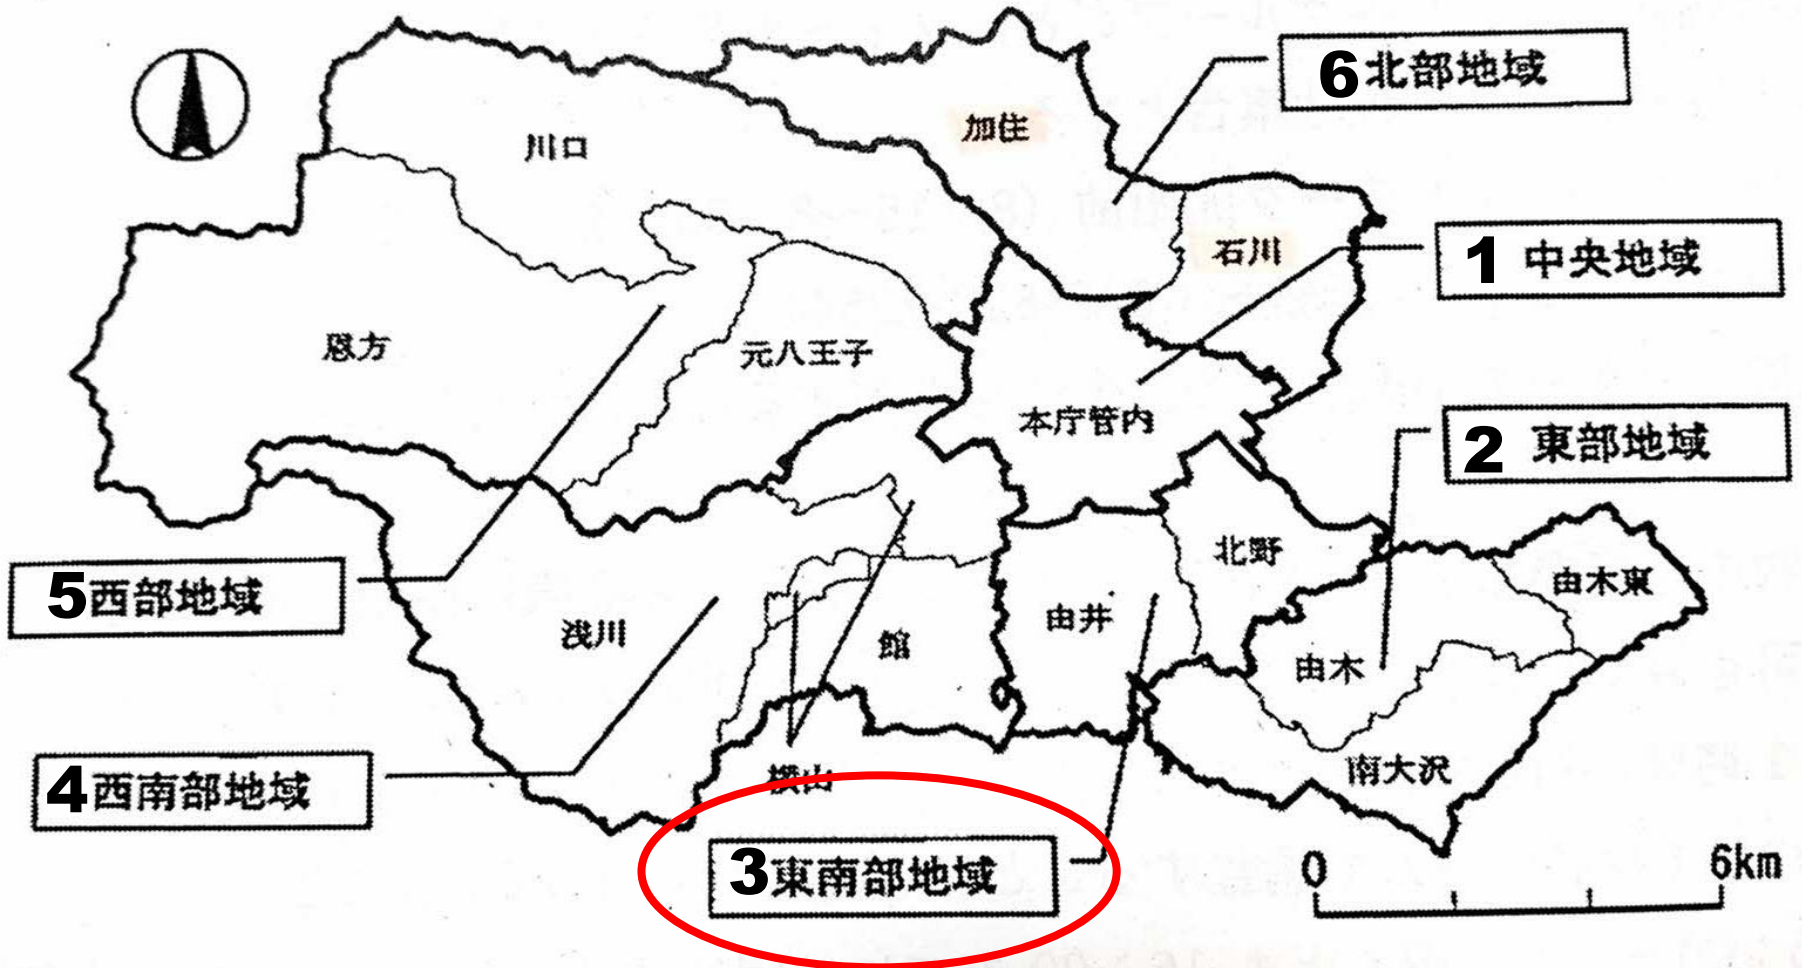 6北部地域
加住
川口
石川
1 中央地域
恩方
元八王子
本庁管内
2 東部地域
北野
由木東
5西部地域
浅川
館
由井
由木
4西南部地域
横山
南大沢
3東南部地域
0 6km